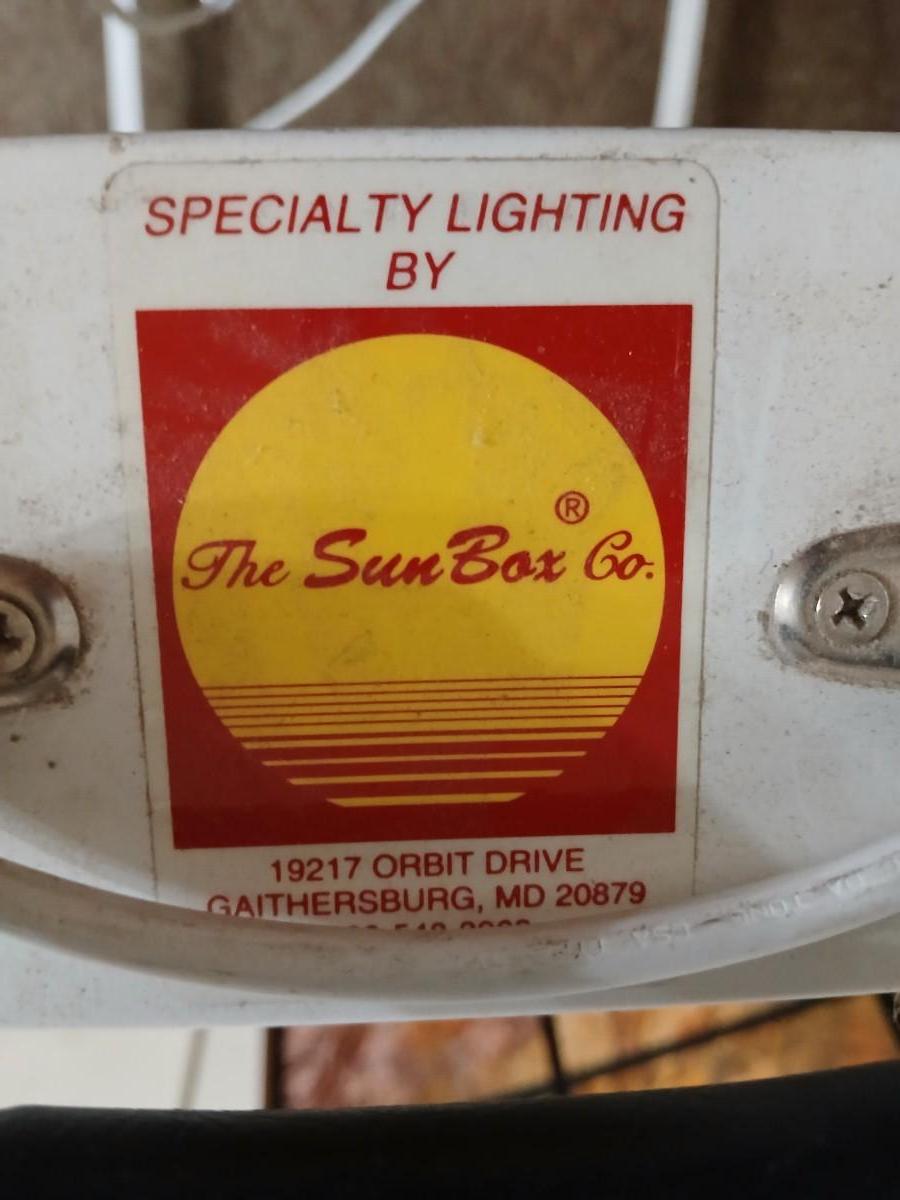 SPECIALTY LIGHTING
BY
The SunBox Co.®
19217 ORBIT DRIVE
GAITHERSBURG, MD 20879